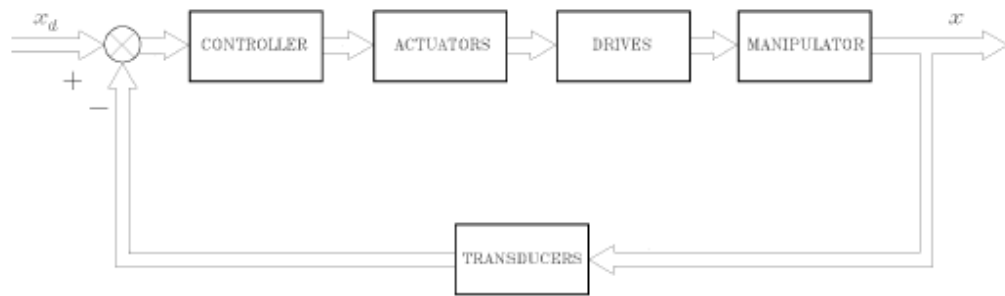 x_d
x
CONTROLLER
ACTUATORS
DRIVES
MANIPULATOR
+
−
TRANSDUCERS